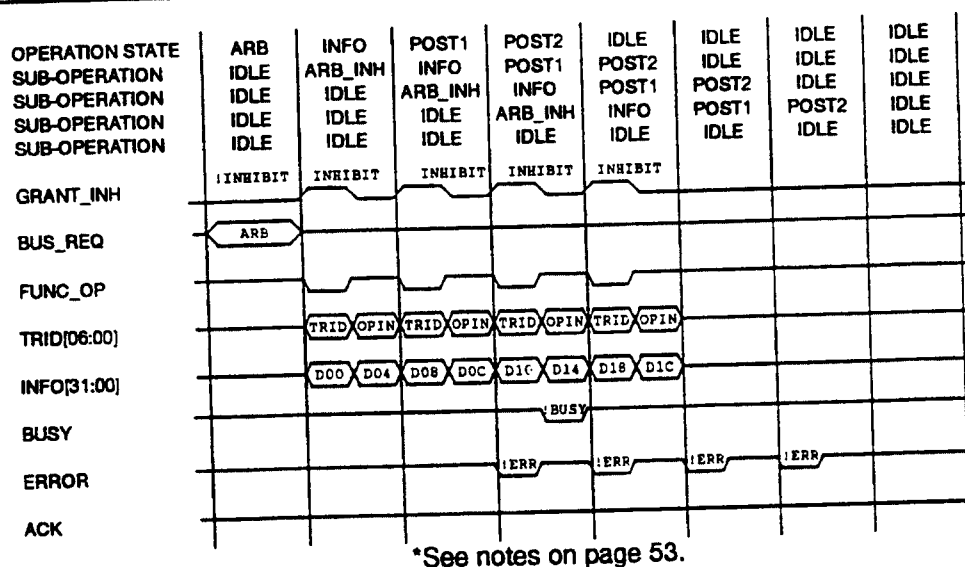 OPERATION STATE ARB INFO POST1 POST2 IDLE IDLE IDLE IDLE
SUB-OPERATION IDLE ARB_INH INFO POST1 POST2 IDLE IDLE IDLE
SUB-OPERATION IDLE IDLE ARB_INH INFO POST1 POST2 IDLE IDLE
SUB-OPERATION IDLE IDLE IDLE ARB_INH INFO POST1 POST2 IDLE
SUB-OPERATION IDLE IDLE IDLE IDLE IDLE IDLE IDLE IDLE
GRANT_INH !INHIBIT INHIBIT INHIBIT INHIBIT INHIBIT
BUS_REQ ARB
FUNC_OP
TRID[06:00] TRID OPIN TRID OPIN TRID OPIN TRID OPIN
INFO[31:00] D00 D04 D08 D0C D10 D14 D18 D1C
BUSY !BUSY
ERROR !ERR !ERR !ERR !ERR
ACK
*See notes on page 53.